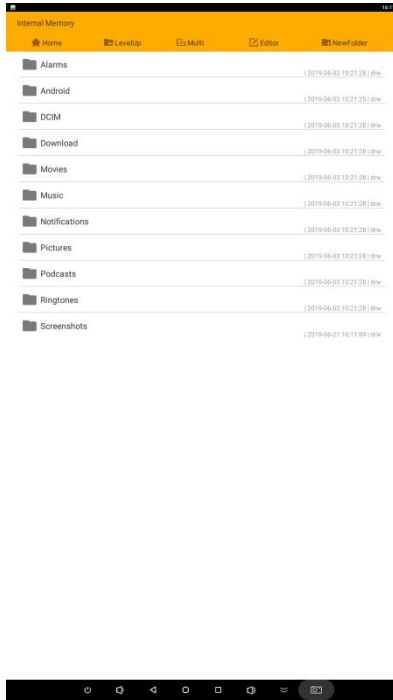 Internal Memory
Home LevelUp Multi Editor NewFolder
Alarms
| 2019-06-03 10:21:28 | drw
Android
| 2019-06-03 10:21:25 | drw
DCIM
| 2019-06-03 10:21:28 | drw
Download
| 2019-06-03 10:21:28 | drw
Movies
| 2019-06-03 10:21:28 | drw
Music
| 2019-06-03 10:21:28 | drw
Notifications
| 2019-06-03 10:21:28 | drw
Pictures
| 2019-06-03 10:21:28 | drw
Podcasts
| 2019-06-03 10:21:28 | drw
Ringtones
| 2019-06-03 10:21:28 | drw
Screenshots
| 2019-06-21 16:11:09 | drw